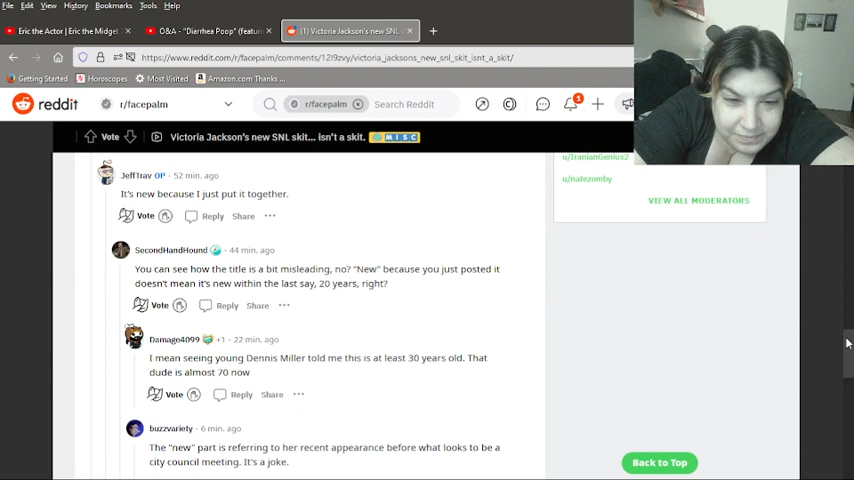 File Edit View History Bookmarks Tools Help
Eric the Actor | Eric the Midget
O&A - "Diarrhea Poop" (featur
(1) Victoria Jackson's new SNL
https://www.reddit.com/r/facepalm/comments/12l9zvy/victoria_jacksons_new_snl_skit_isnt_a_skit/
Getting Started Horoscopes Most Visited Amazon.com Thanks ...
reddit r/facepalm r/facepalm Search Reddit 1
Vote Victoria Jackson's new SNL skit... isn't a skit. MISC
u/IranianGenius2
u/natezomby
VIEW ALL MODERATORS
JeffTrav OP · 52 min. ago
It's new because I just put it together.
Vote Reply Share ...
SecondHandHound · 44 min. ago
You can see how the title is a bit misleading, no? "New" because you just posted it
doesn't mean it's new within the last say, 20 years, right?
Vote Reply Share ...
Damage4099 +1 · 22 min. ago
I mean seeing young Dennis Miller told me this is at least 30 years old. That
dude is almost 70 now
Vote Reply Share ...
buzzvariety · 6 min. ago
The "new" part is referring to her recent appearance before what looks to be a
city council meeting. It's a joke.
Back to Top